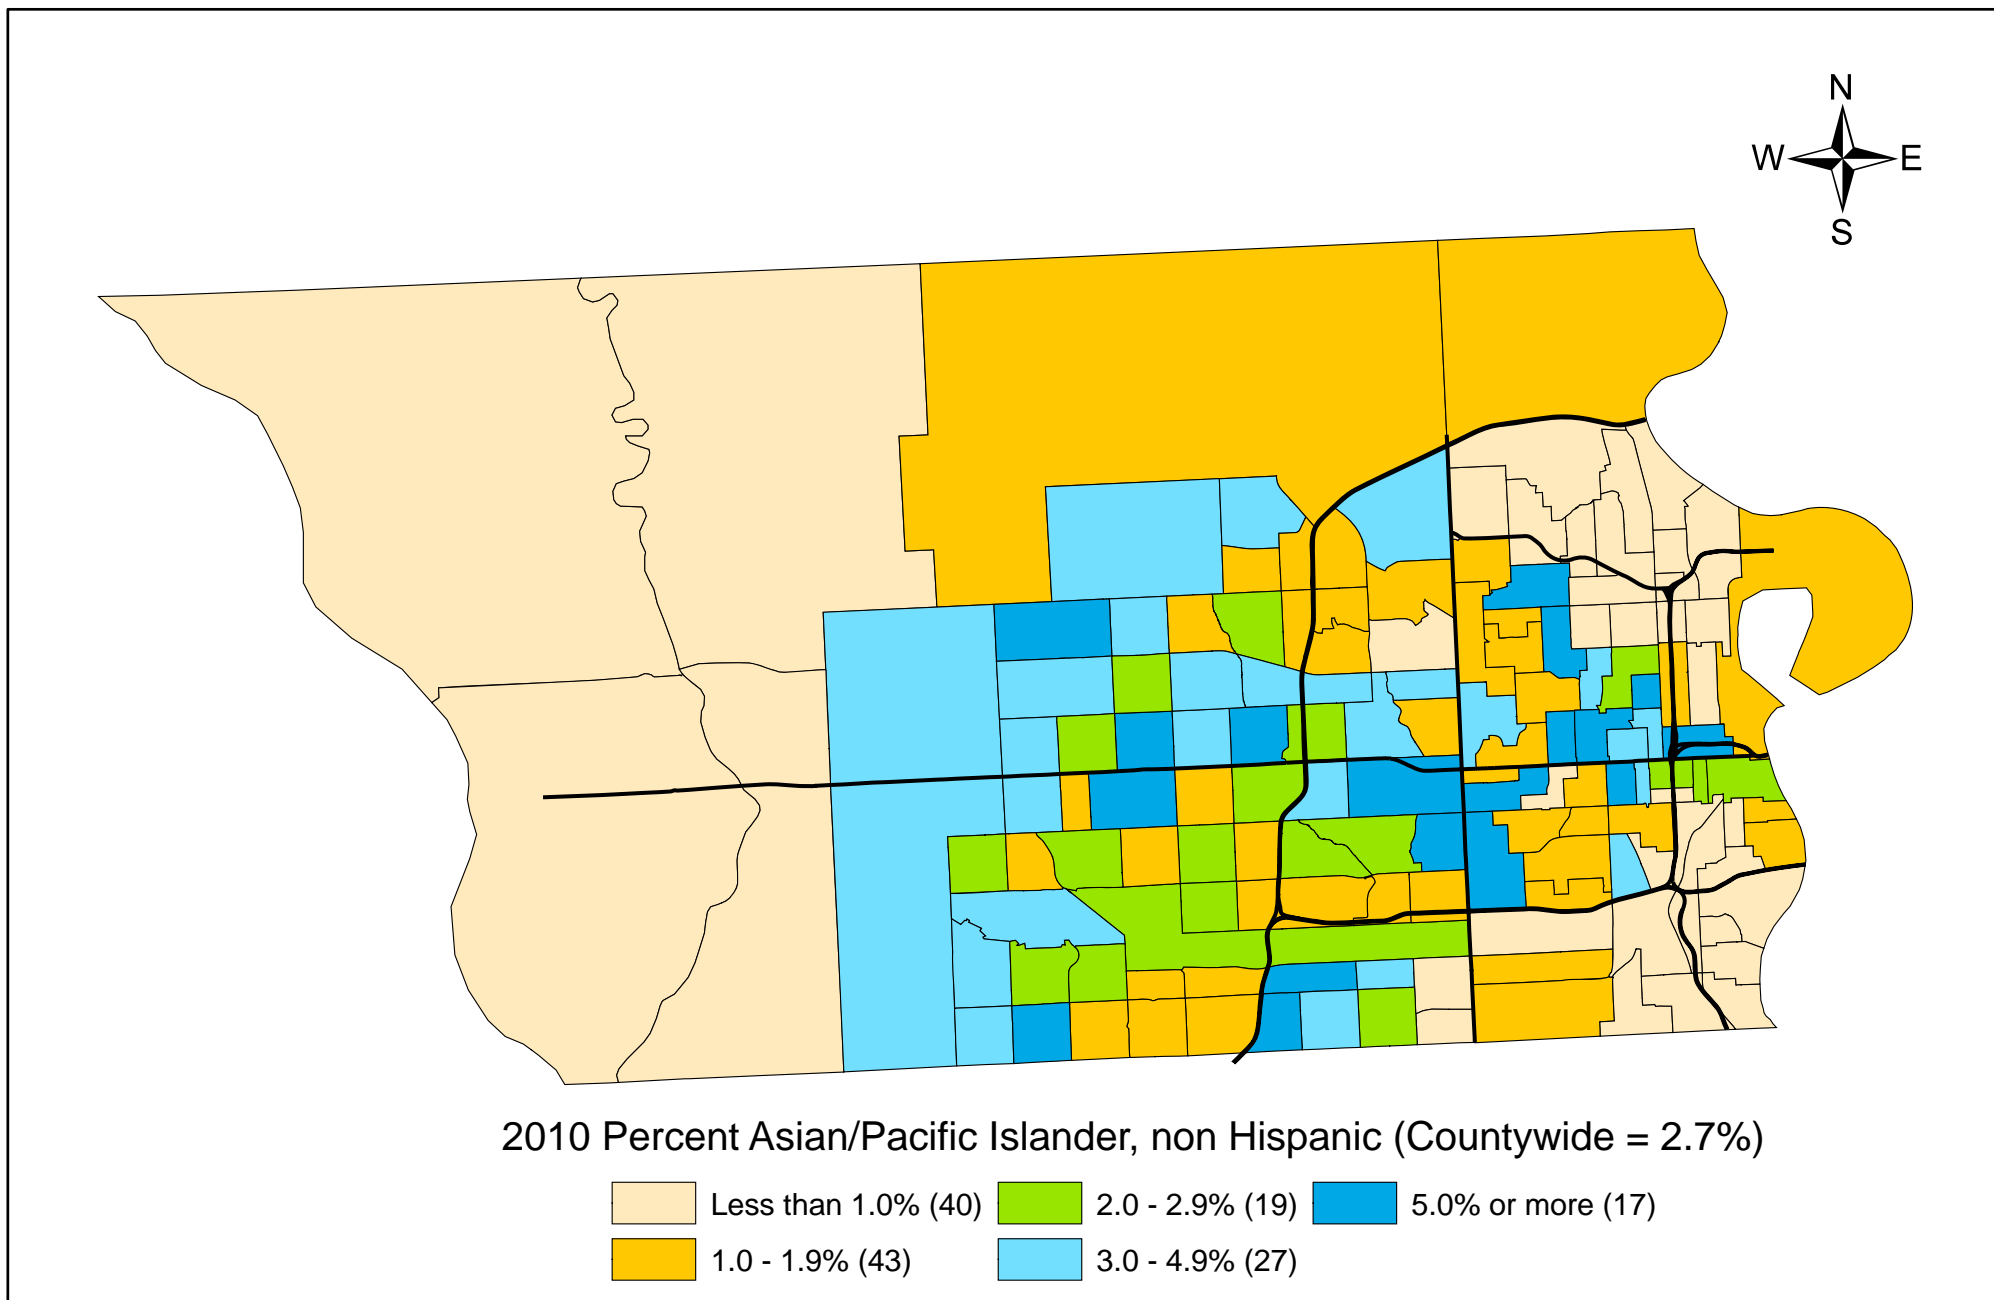 N
W E
S
2010 Percent Asian/Pacific Islander, non Hispanic (Countywide = 2.7%)
Less than 1.0% (40) 2.0 - 2.9% (19) 5.0% or more (17)
1.0 - 1.9% (43) 3.0 - 4.9% (27)